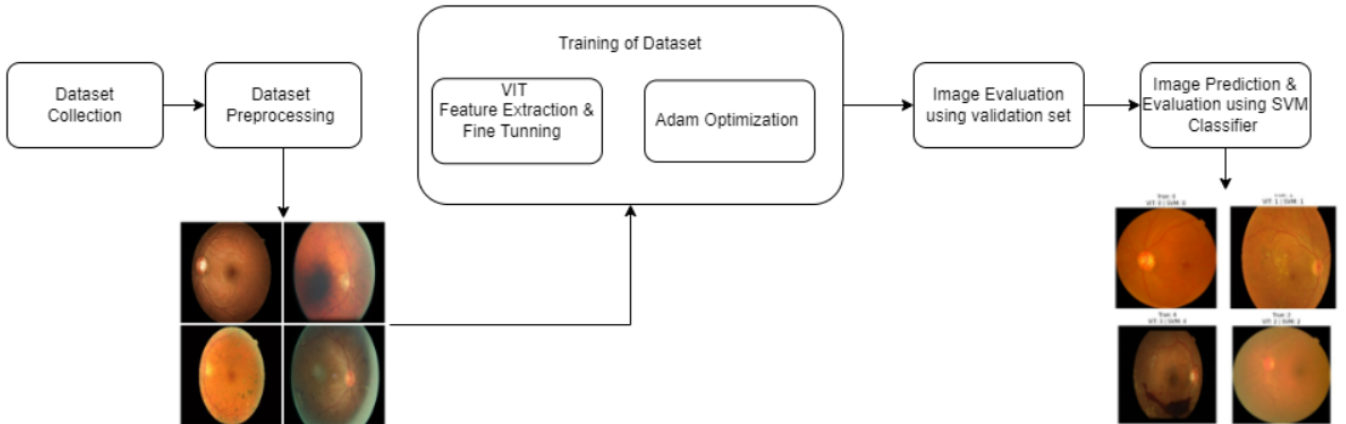 Dataset
Collection
Dataset
Preprocessing
Training of Dataset
VIT
Feature Extraction &
Fine Tunning
Adam Optimization
Image Evaluation
using validation set
Image Prediction &
Evaluation using SVM
Classifier